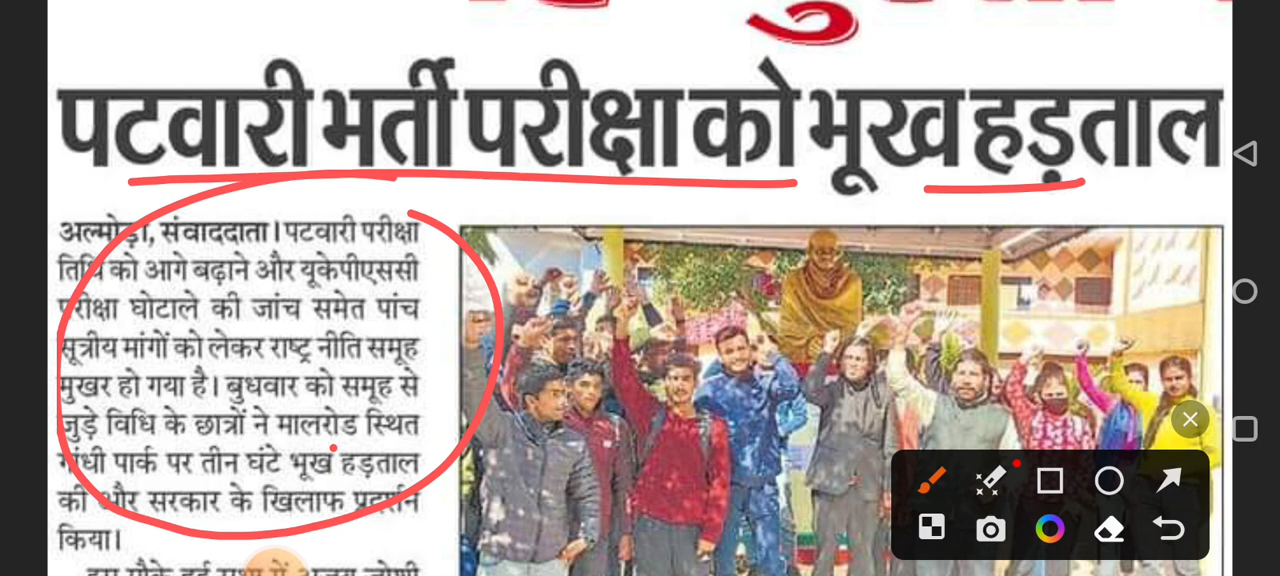 पटवारी भर्ती परीक्षा को भूख हड़ताल
अल्मोड़ा, संवाददाता। पटवारी परीक्षा
तिथि को आगे बढ़ाने और यूकेपीएससी
परीक्षा घोटाले की जांच समेत पांच
सूत्रीय मांगों को लेकर राष्ट्र नीति समूह
मुखर हो गया है। बुधवार को समूह से
जुड़े विधि के छात्रों ने मालरोड स्थित
गांधी पार्क पर तीन घंटे भूख हड़ताल
की और सरकार के खिलाफ प्रदर्शन
किया।